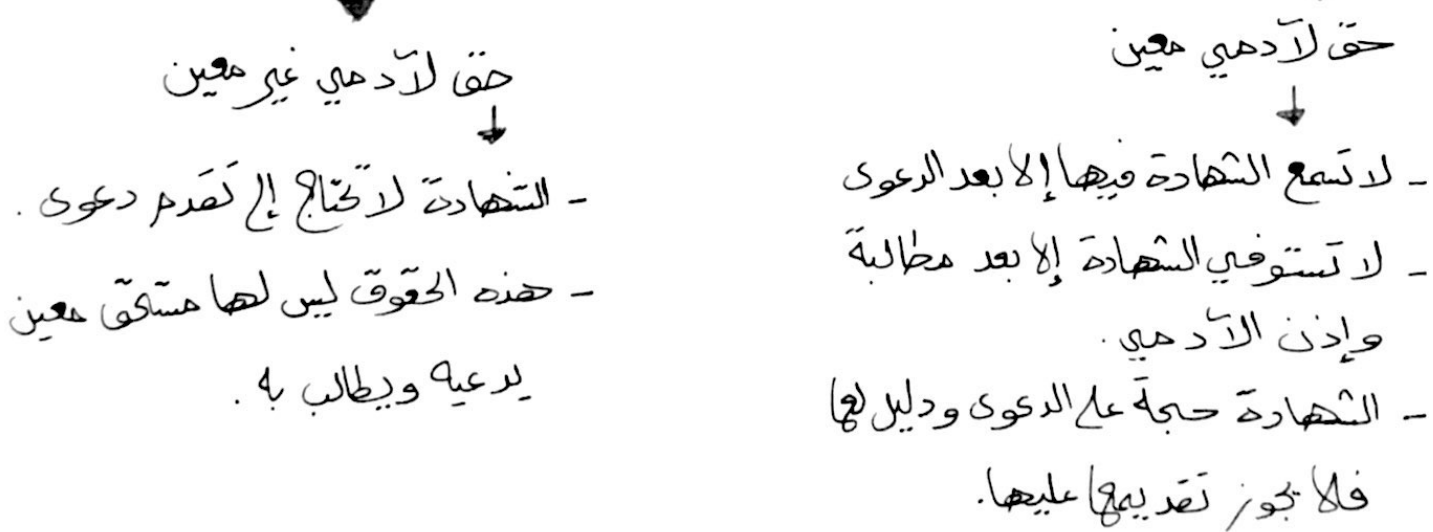 حق لآدمي معين
- لا تسمع الشهادة فيها إلا بعد الدعوى
- لا تستوفي الشهادة إلا بعد مطالبة
وإذن الآدمي.
- الشهادة حجة على الدعوى ودليل لها
فلا يجوز تقديمها عليها.
حق لآدمي غير معين
- الشهادة لا تحتاج إلى تقدم دعوى.
- هذه الحقوق ليس لها مستحق معين
يدعيه ويطالب به.